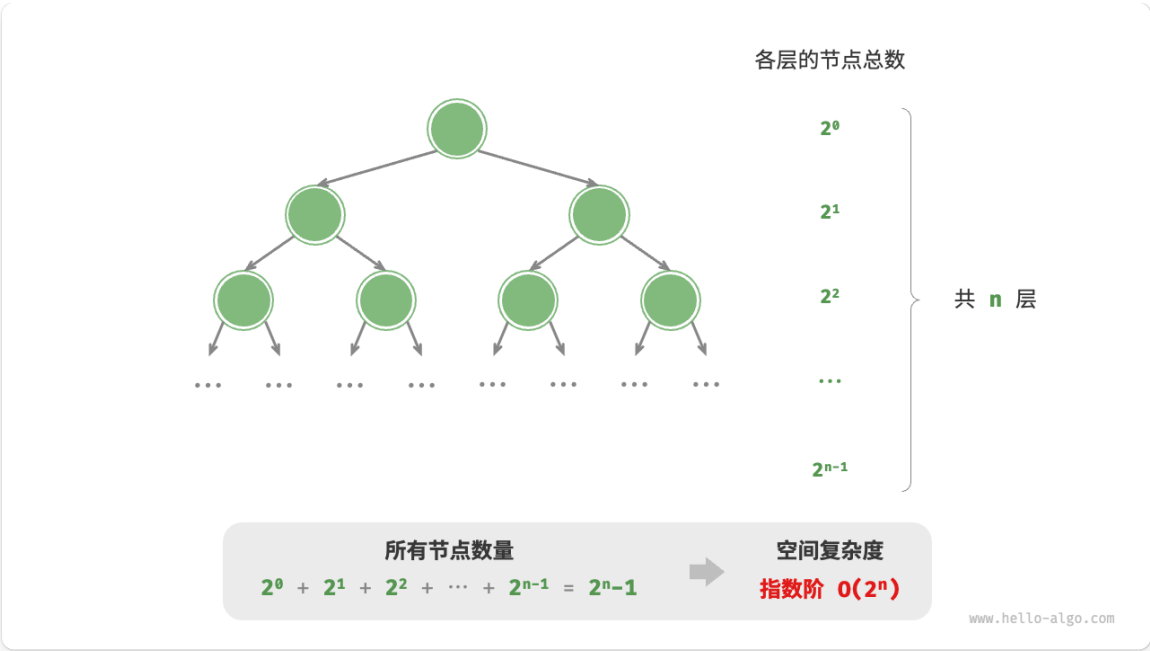 各层的节点总数
2⁰
2¹
2²
...
2ⁿ⁻¹
共 n 层
... ... ... ... ... ... ... ...
所有节点数量
2⁰ + 2¹ + 2² + ··· + 2ⁿ⁻¹ = 2ⁿ-1
空间复杂度
指数阶 O(2ⁿ)
www.hello-algo.com